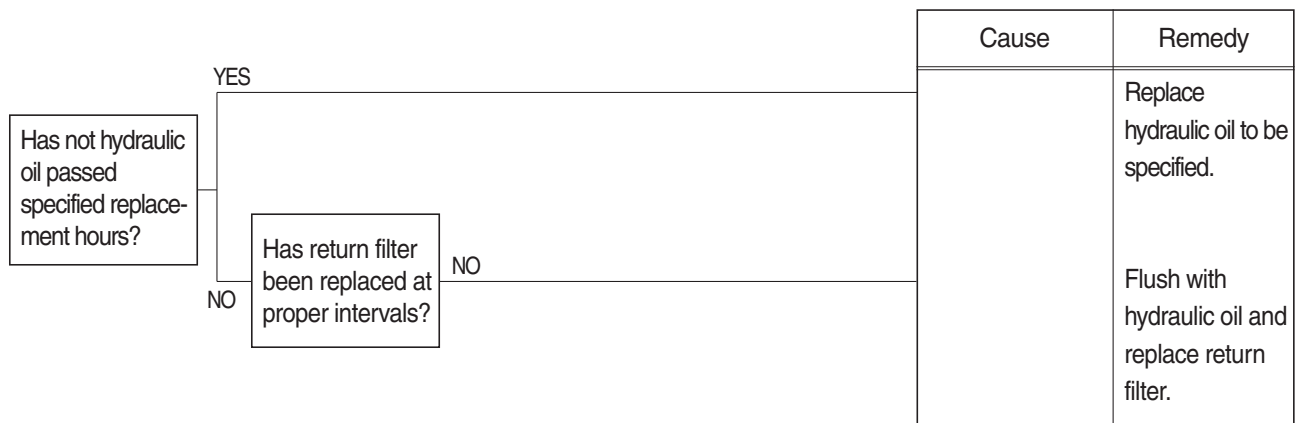 Cause
Remedy
YES
Replace
hydraulic oil to be
specified.
Has not hydraulic
oil passed
specified replace-
ment hours?
Has return filter
been replaced at
proper intervals?
NO
NO
Flush with
hydraulic oil and
replace return
filter.